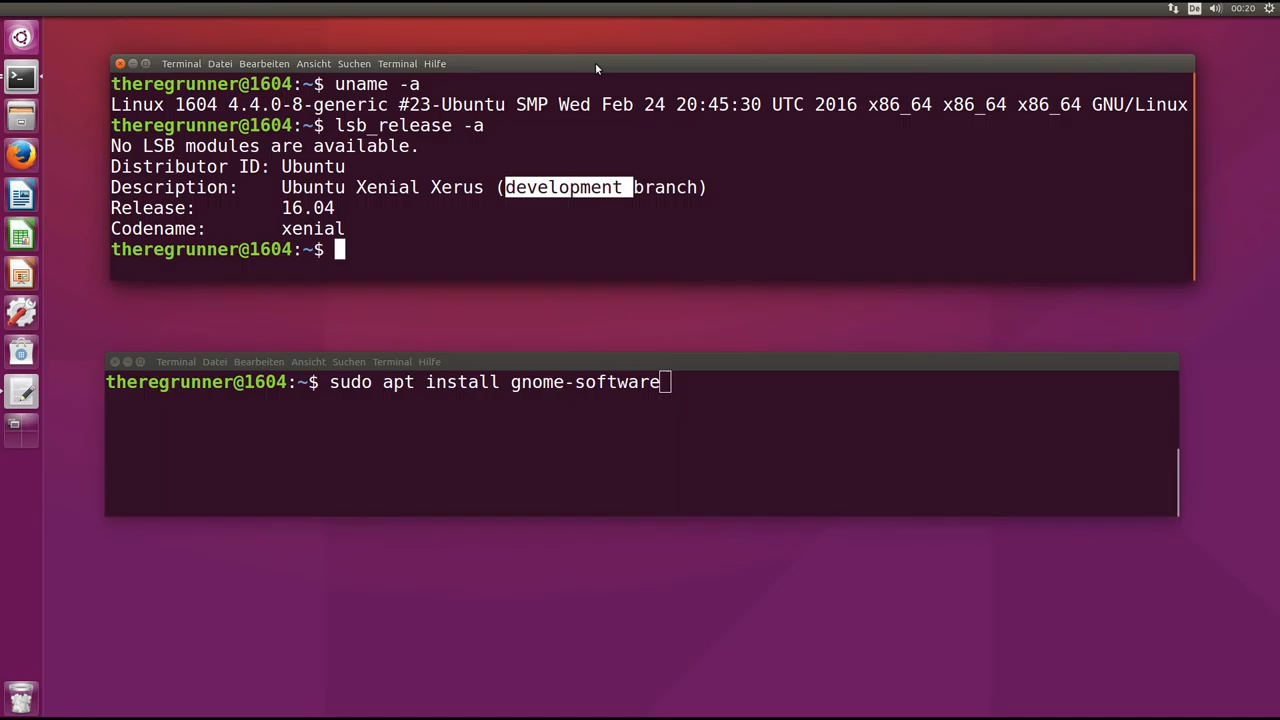 De 00:20
Terminal Datei Bearbeiten Ansicht Suchen Terminal Hilfe
theregrunner@1604:~$ uname -a
Linux 1604 4.4.0-8-generic #23-Ubuntu SMP Wed Feb 24 20:45:30 UTC 2016 x86_64 x86_64 x86_64 GNU/Linux
theregrunner@1604:~$ lsb_release -a
No LSB modules are available.
Distributor ID: Ubuntu
Description: Ubuntu Xenial Xerus (development branch)
Release: 16.04
Codename: xenial
theregrunner@1604:~$
Terminal Datei Bearbeiten Ansicht Suchen Terminal Hilfe
theregrunner@1604:~$ sudo apt install gnome-software